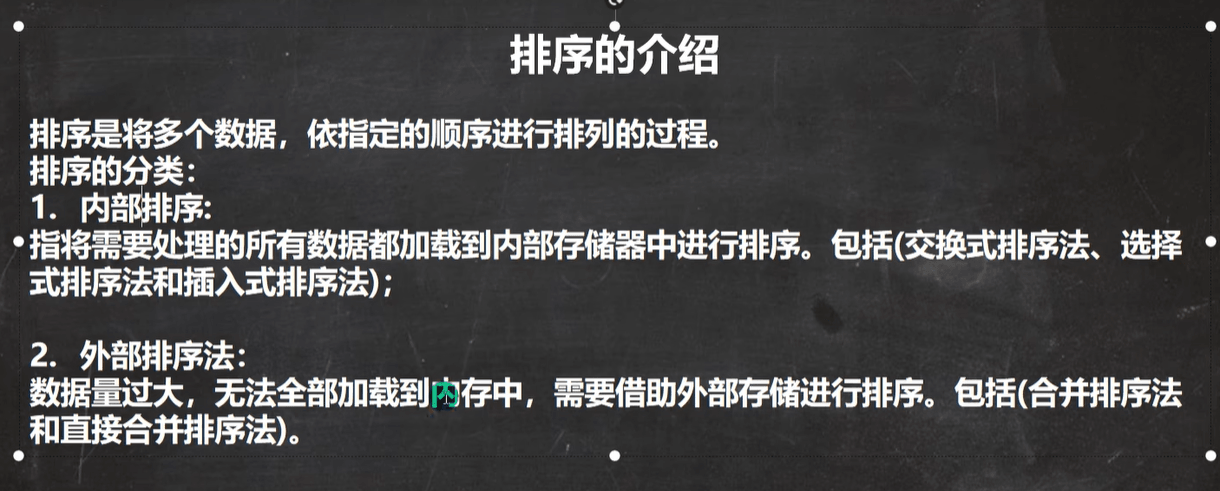 排序的介绍
排序是将多个数据，依指定的顺序进行排列的过程。
排序的分类：
1. 内部排序:
指将需要处理的所有数据都加载到内部存储器中进行排序。包括(交换式排序法、选择
式排序法和插入式排序法)；
2. 外部排序法：
数据量过大，无法全部加载到内存中，需要借助外部存储进行排序。包括(合并排序法
和直接合并排序法)。